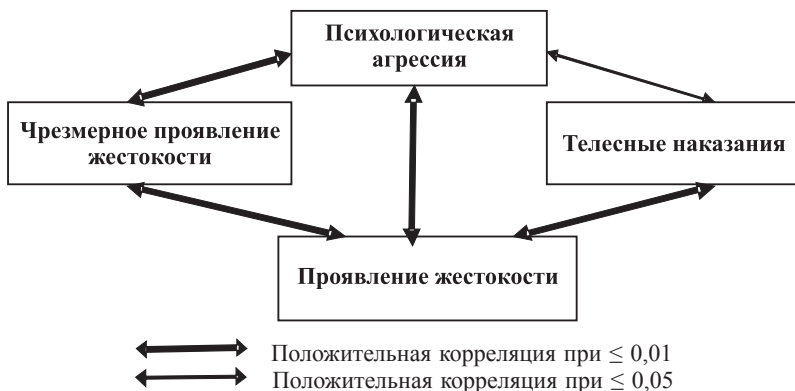 Психологическая
агрессия
Чрезмерное проявление
жестокости
Телесные наказания
Проявление жестокости
Положительная корреляция при ≤ 0,01
Положительная корреляция при ≤ 0,05